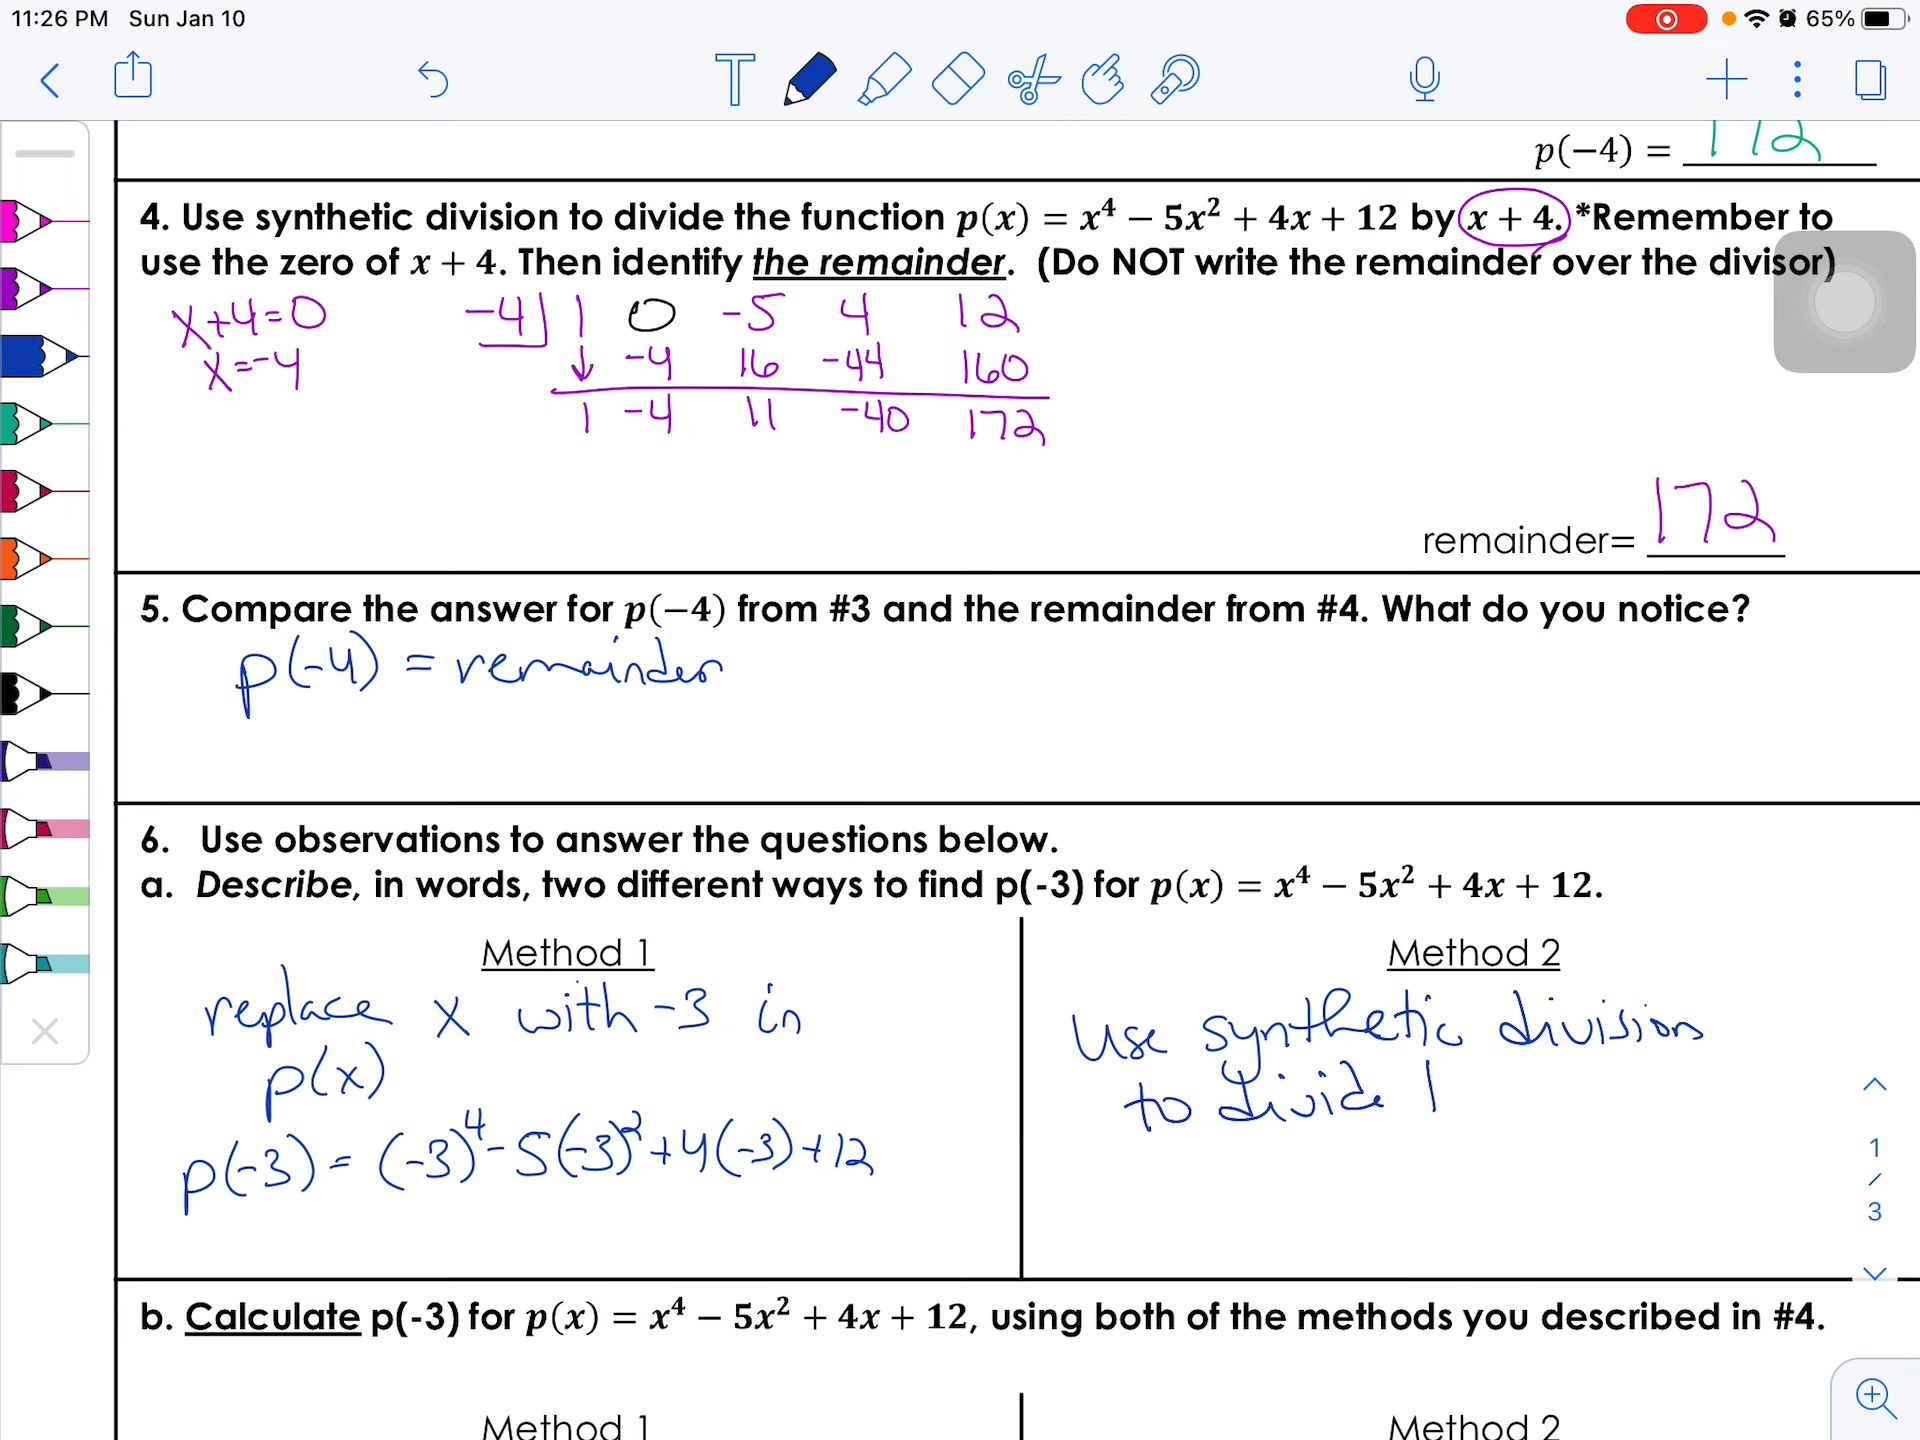 11:26 PM Sun Jan 10
65%
p(−4) = 172
4. Use synthetic division to divide the function p(x) = x⁴ − 5x² + 4x + 12 by x + 4. *Remember to
use the zero of x + 4. Then identify the remainder. (Do NOT write the remainder over the divisor)
x+4=0
x=-4
-4 1 0 -5 4 12
↓ -4 16 -44 160
1 -4 11 -40 172
remainder= 172
5. Compare the answer for p(−4) from #3 and the remainder from #4. What do you notice?
p(-4) = remainder
6. Use observations to answer the questions below.
a. Describe, in words, two different ways to find p(-3) for p(x) = x⁴ − 5x² + 4x + 12.
Method 1
replace x with -3 in
p(x)
p(-3) = (-3)⁴ - 5(-3)² + 4(-3) + 12
Method 2
Use synthetic division
to divide
1
/
3
b. Calculate p(-3) for p(x) = x⁴ − 5x² + 4x + 12, using both of the methods you described in #4.
Method 1
Method 2